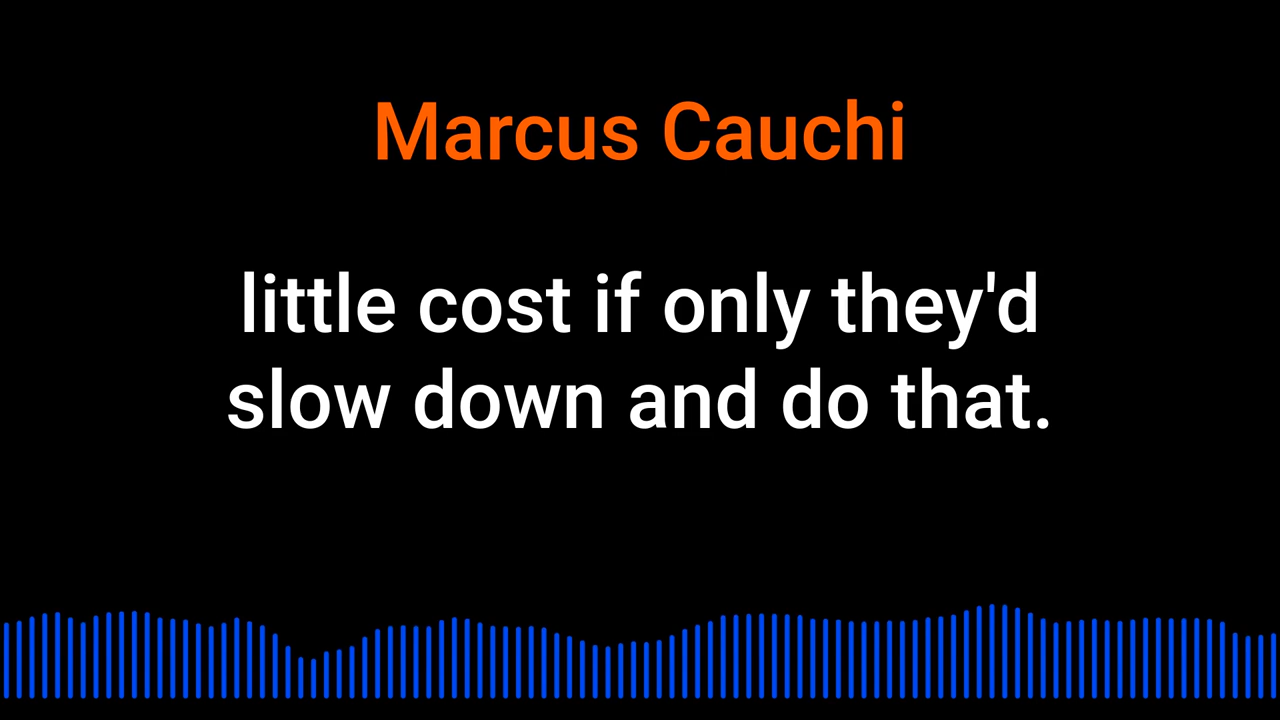 Marcus Cauchi
little cost if only they'd
slow down and do that.